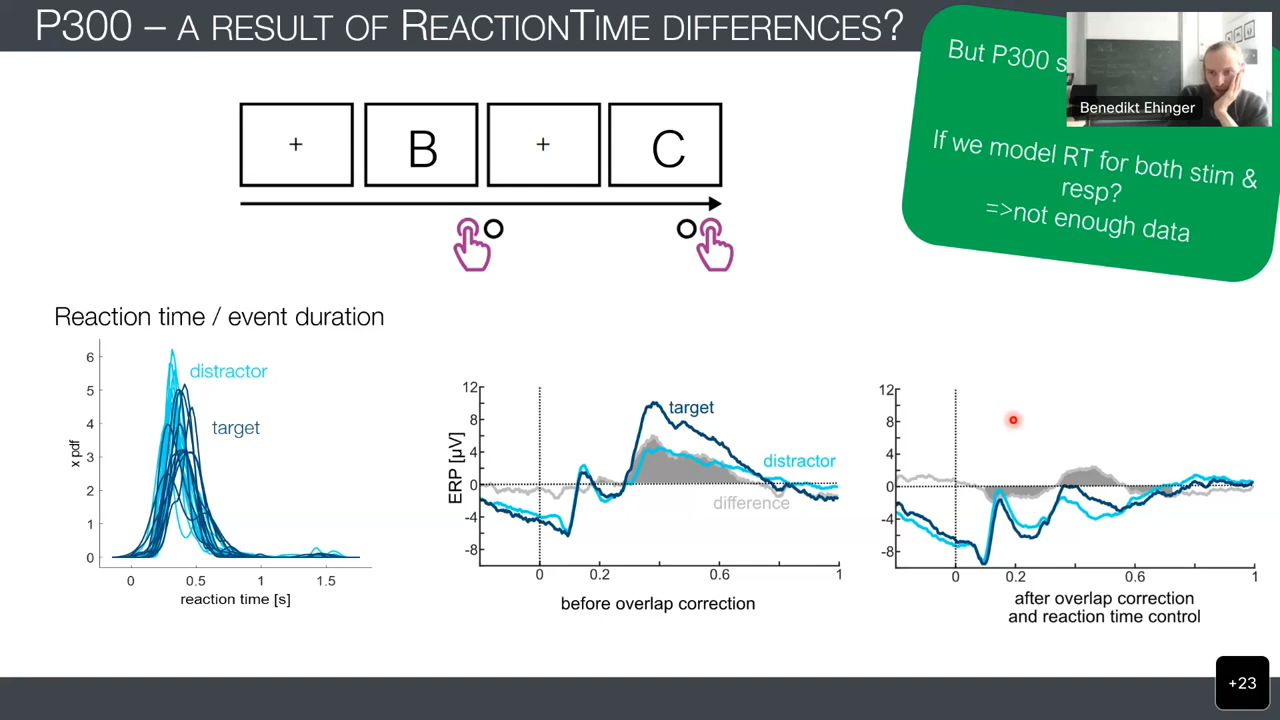 P300 – A RESULT OF REACTIONTIME DIFFERENCES?
But P300 s
Benedikt Ehinger
If we model RT for both stim &
resp?
=>not enough data
+
B
+
C
Reaction time / event duration
6
5
4
3
2
1
0
x pdf
distractor
target
0
0.5
1
1.5
reaction time [s]
12
8
4
0
-4
-8
ERP [µV]
target
distractor
difference
0
0.2
0.6
1
before overlap correction
12
8
4
0
-4
-8
0
0.2
0.6
1
after overlap correction
and reaction time control
+23